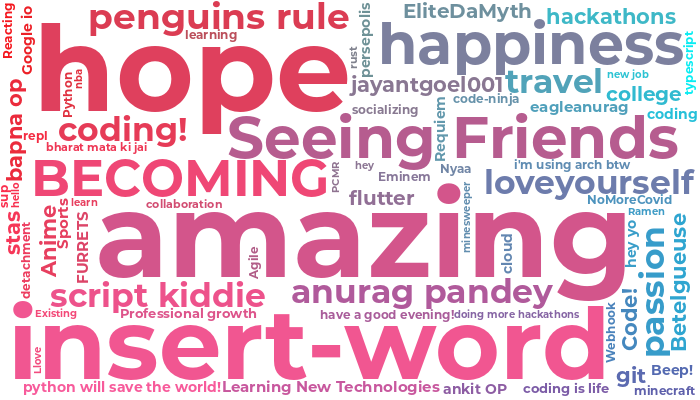 Reacting
Google io
penguins rule
learning
hope
Python
nba
rust
persepolis
EliteDaMyth
hackathons
happiness
typescript
jayantgoel001
travel
new job
college
code-ninja
socializing
eagleanurag
coding
bapna op
repl
coding!
bharat mata ki jai
Seeing Friends
Requiem
PCMR
hey
Eminem
Nyaa
i'm using arch btw
BECOMING
loveyourself
sup
hello
stas
detachment
Anime
Sports
learn
FURRETS
collaboration
flutter
minesweeper
NoMoreCovid
Ramen
amazing
Agile
cloud
hey yo
passion
Betelgueuse
script kiddie
anurag pandey
Existing
Professional growth
have a good evening!
doing more hackathons
Webhook
Code!
insert-word
Llove
git
Beep!
python will save the world!
Learning New Technologies
ankit OP
coding is life
minecraft